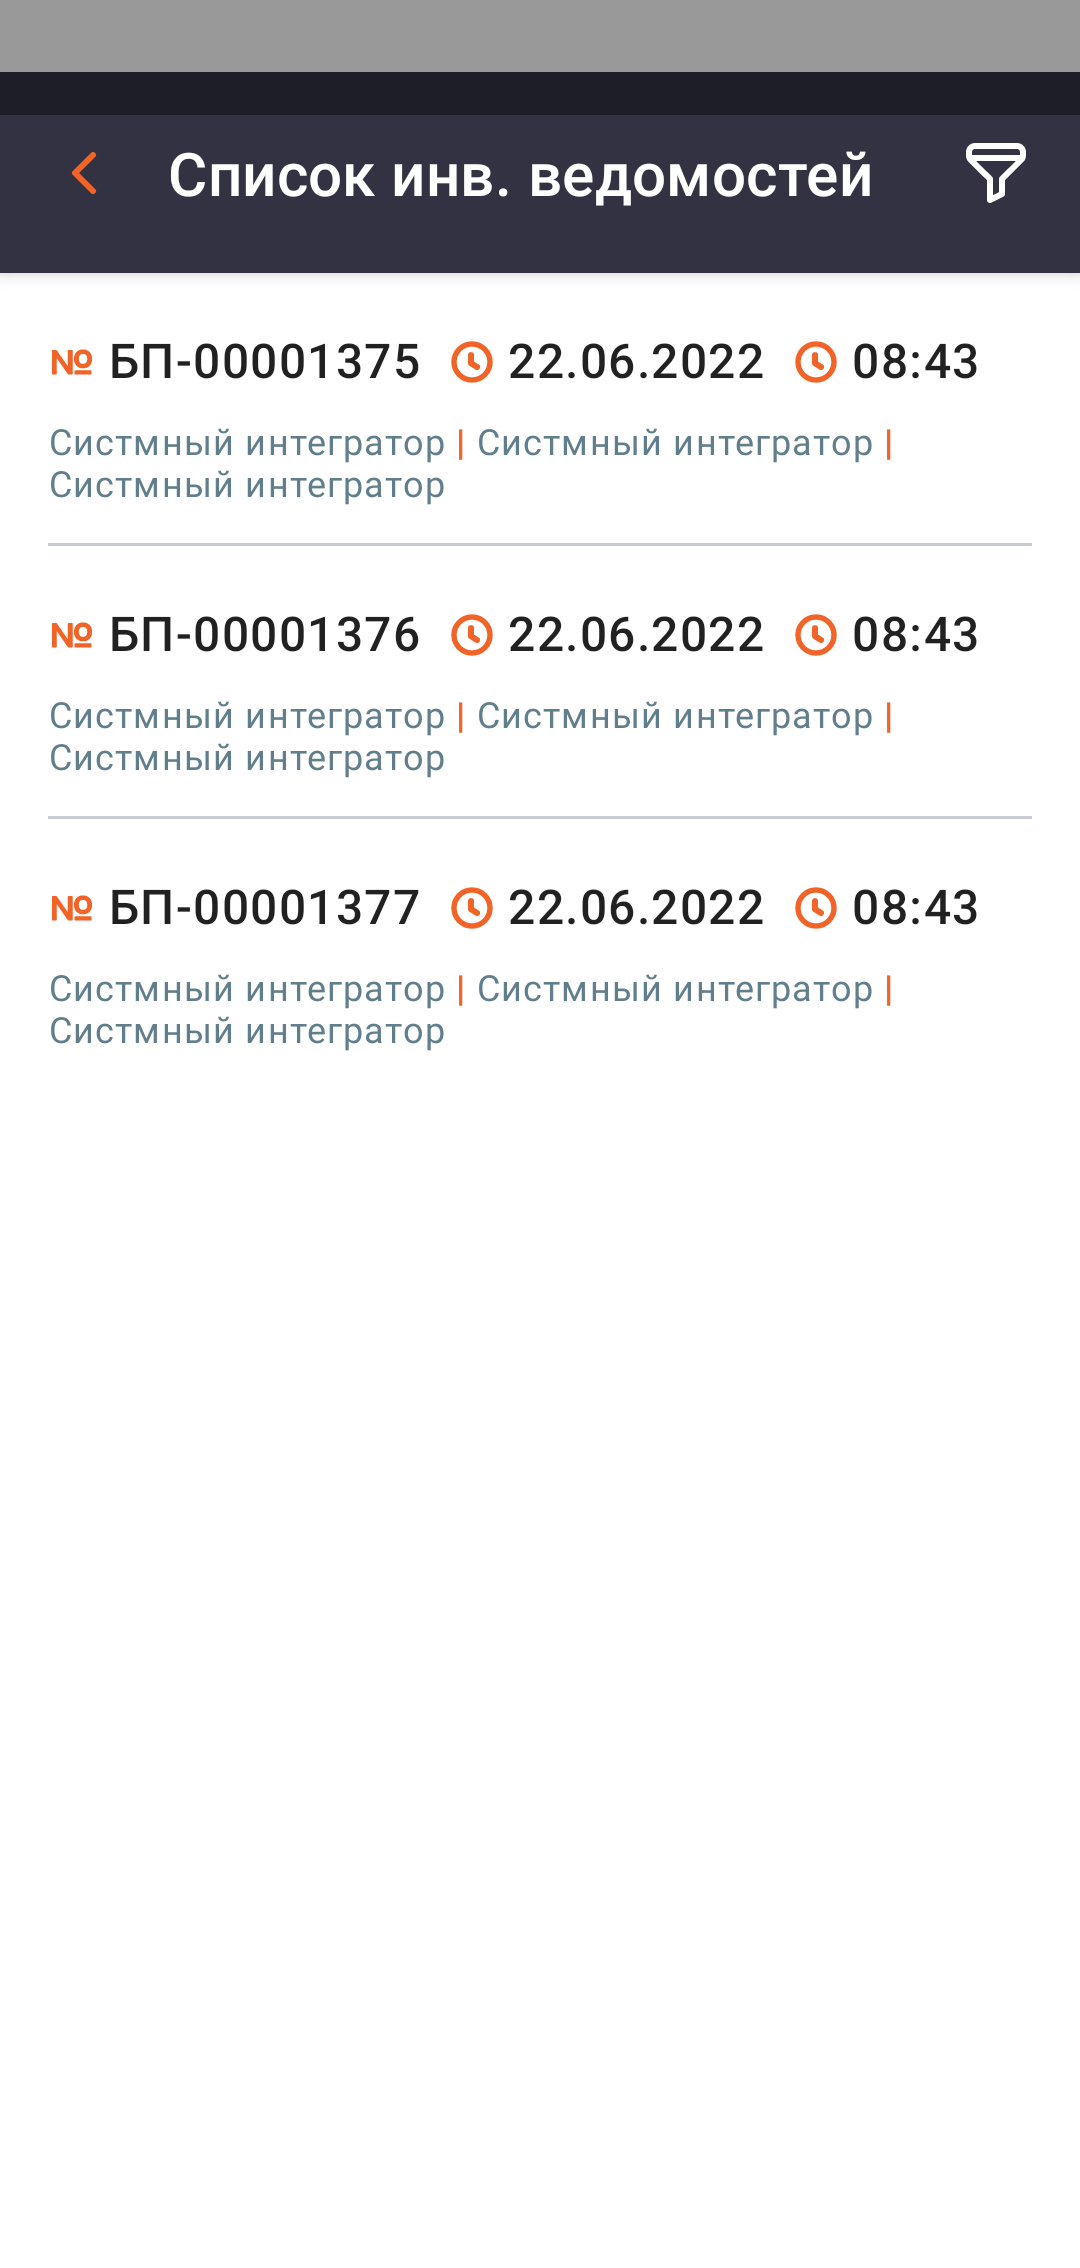 Список инв. ведомостей
№ БП-00001375 22.06.2022 08:43
Систмный интегратор | Систмный интегратор |
Систмный интегратор
№ БП-00001376 22.06.2022 08:43
Систмный интегратор | Систмный интегратор |
Систмный интегратор
№ БП-00001377 22.06.2022 08:43
Систмный интегратор | Систмный интегратор |
Систмный интегратор